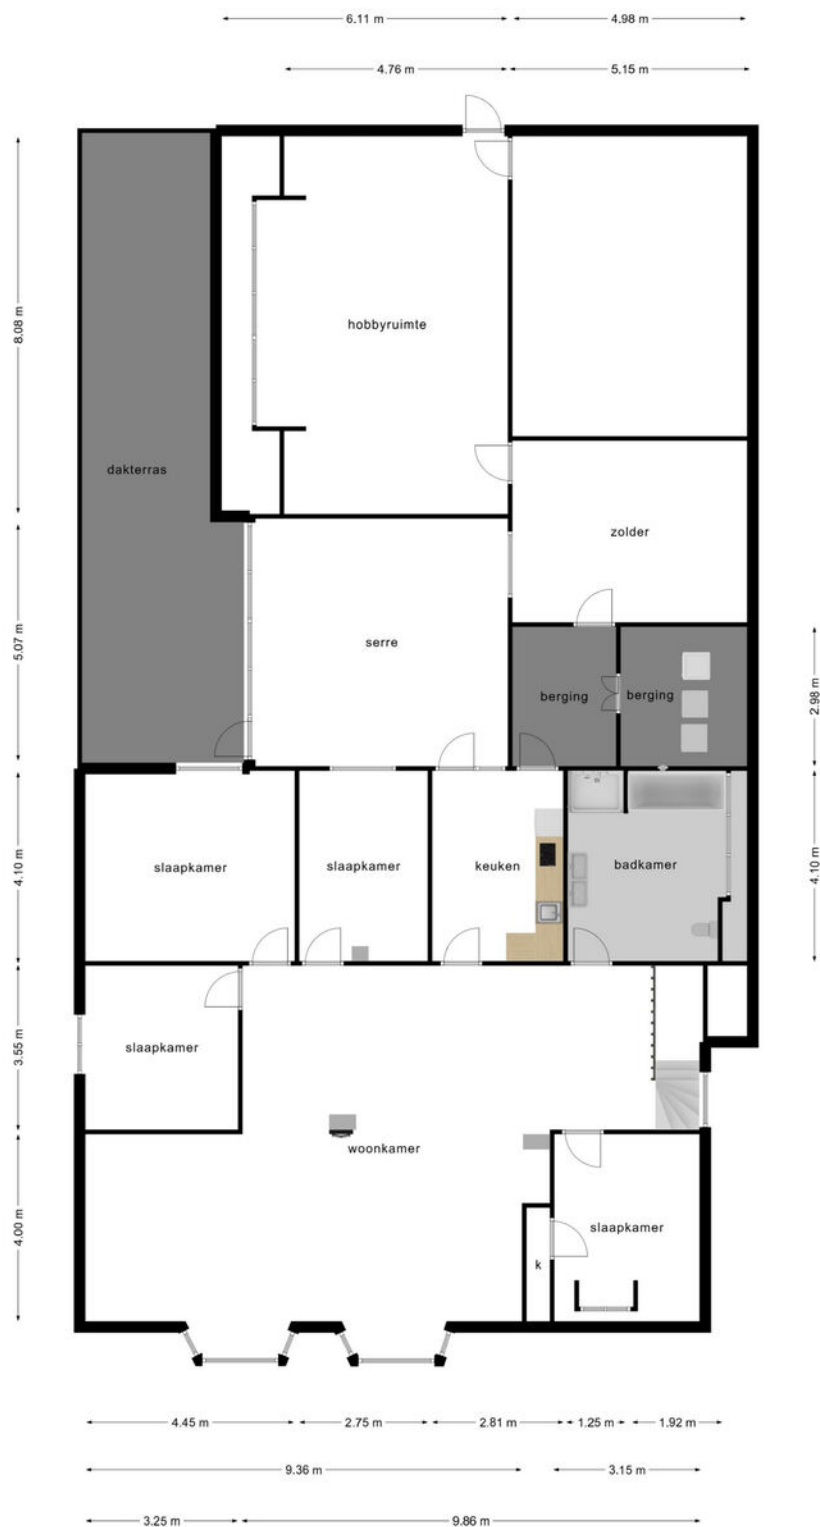 6.11 m
4.98 m
4.76 m
5.15 m
8.08 m
hobbyruimte
dakterras
zolder
5.07 m
serre
berging
berging
2.98 m
4.10 m
slaapkamer
slaapkamer
keuken
badkamer
4.10 m
3.55 m
slaapkamer
woonkamer
4.00 m
slaapkamer
k
4.45 m
2.75 m
2.81 m
1.25 m
1.92 m
9.36 m
3.15 m
3.25 m
9.86 m